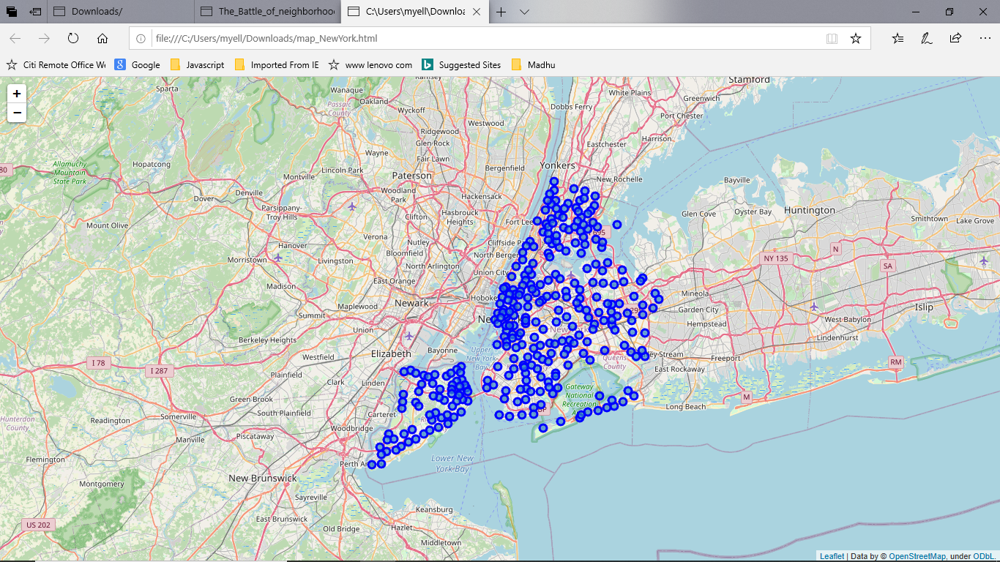 Downloads/
The_Battle_of_neighborhoo
C:\Users\myell\Downloa
file:///C:/Users/myell/Downloads/map_NewYork.html
Citi Remote Office W
Google
Javascript
Imported From IE
www lenovo com
Suggested Sites
Madhu
+
−
Sparta
Wanaque
Oakland
Ramsey
White Plains
Stamford
Greenwich
Passaic
County
Wyckoff
Dobbs Ferry
Port Chester
Westwood
Ridgewood
Glen Rock
Harrison
Eastchester
Wayne
Fair Lawn
Hopatcong
Allamuchy
Mountain
State Park
80
Lincoln Park
Bergenfield
Yonkers
Montville
Paterson
New Rochelle
Bayville
Denville
Woodland
Park
Hackensack
Dover
Parsippany-
Troy Hills
Hasbrouck
Heights
Clifton
Fort Lee
Glen Cove
Oyster Bay
Huntington
Smithtown
Lake Grove
Mount Olive
Verona
Nutley
Cliffside P
695
Hanover
Bloomfield
North Bergen
N
Morristown
Livingston
North Arlington
NY 135
SA
Union City
East Orange
Madison
Mineola
Maplewood
Newark
Hoboke
Garden City
Islip
Summit
Hempstead
West Babylon
Union
Berkeley Heights
Lindenhurst
Elizabeth
Bayonne
Upper
New York
Bay
Queens
County
ey Stream
Freeport
RM
Westfield
I 78
I 287
East Rockaway
Plainfield
Clark
Linden
Gateway
National
Recreation
M
Green Brook
Long Beach
South Plainfield
Carteret
Hunterdon
County
Readington
Somerville
Woodbridge
Manville
Piscataway
Flemington
Perth Am
Lower New
York Bay
New Brunswick
Montgomery
Sayreville
Keansburg
East Brunswick
US 202
Old Bridge
Hazlet
Middletown
Leaflet | Data by © OpenStreetMap, under ODbL.